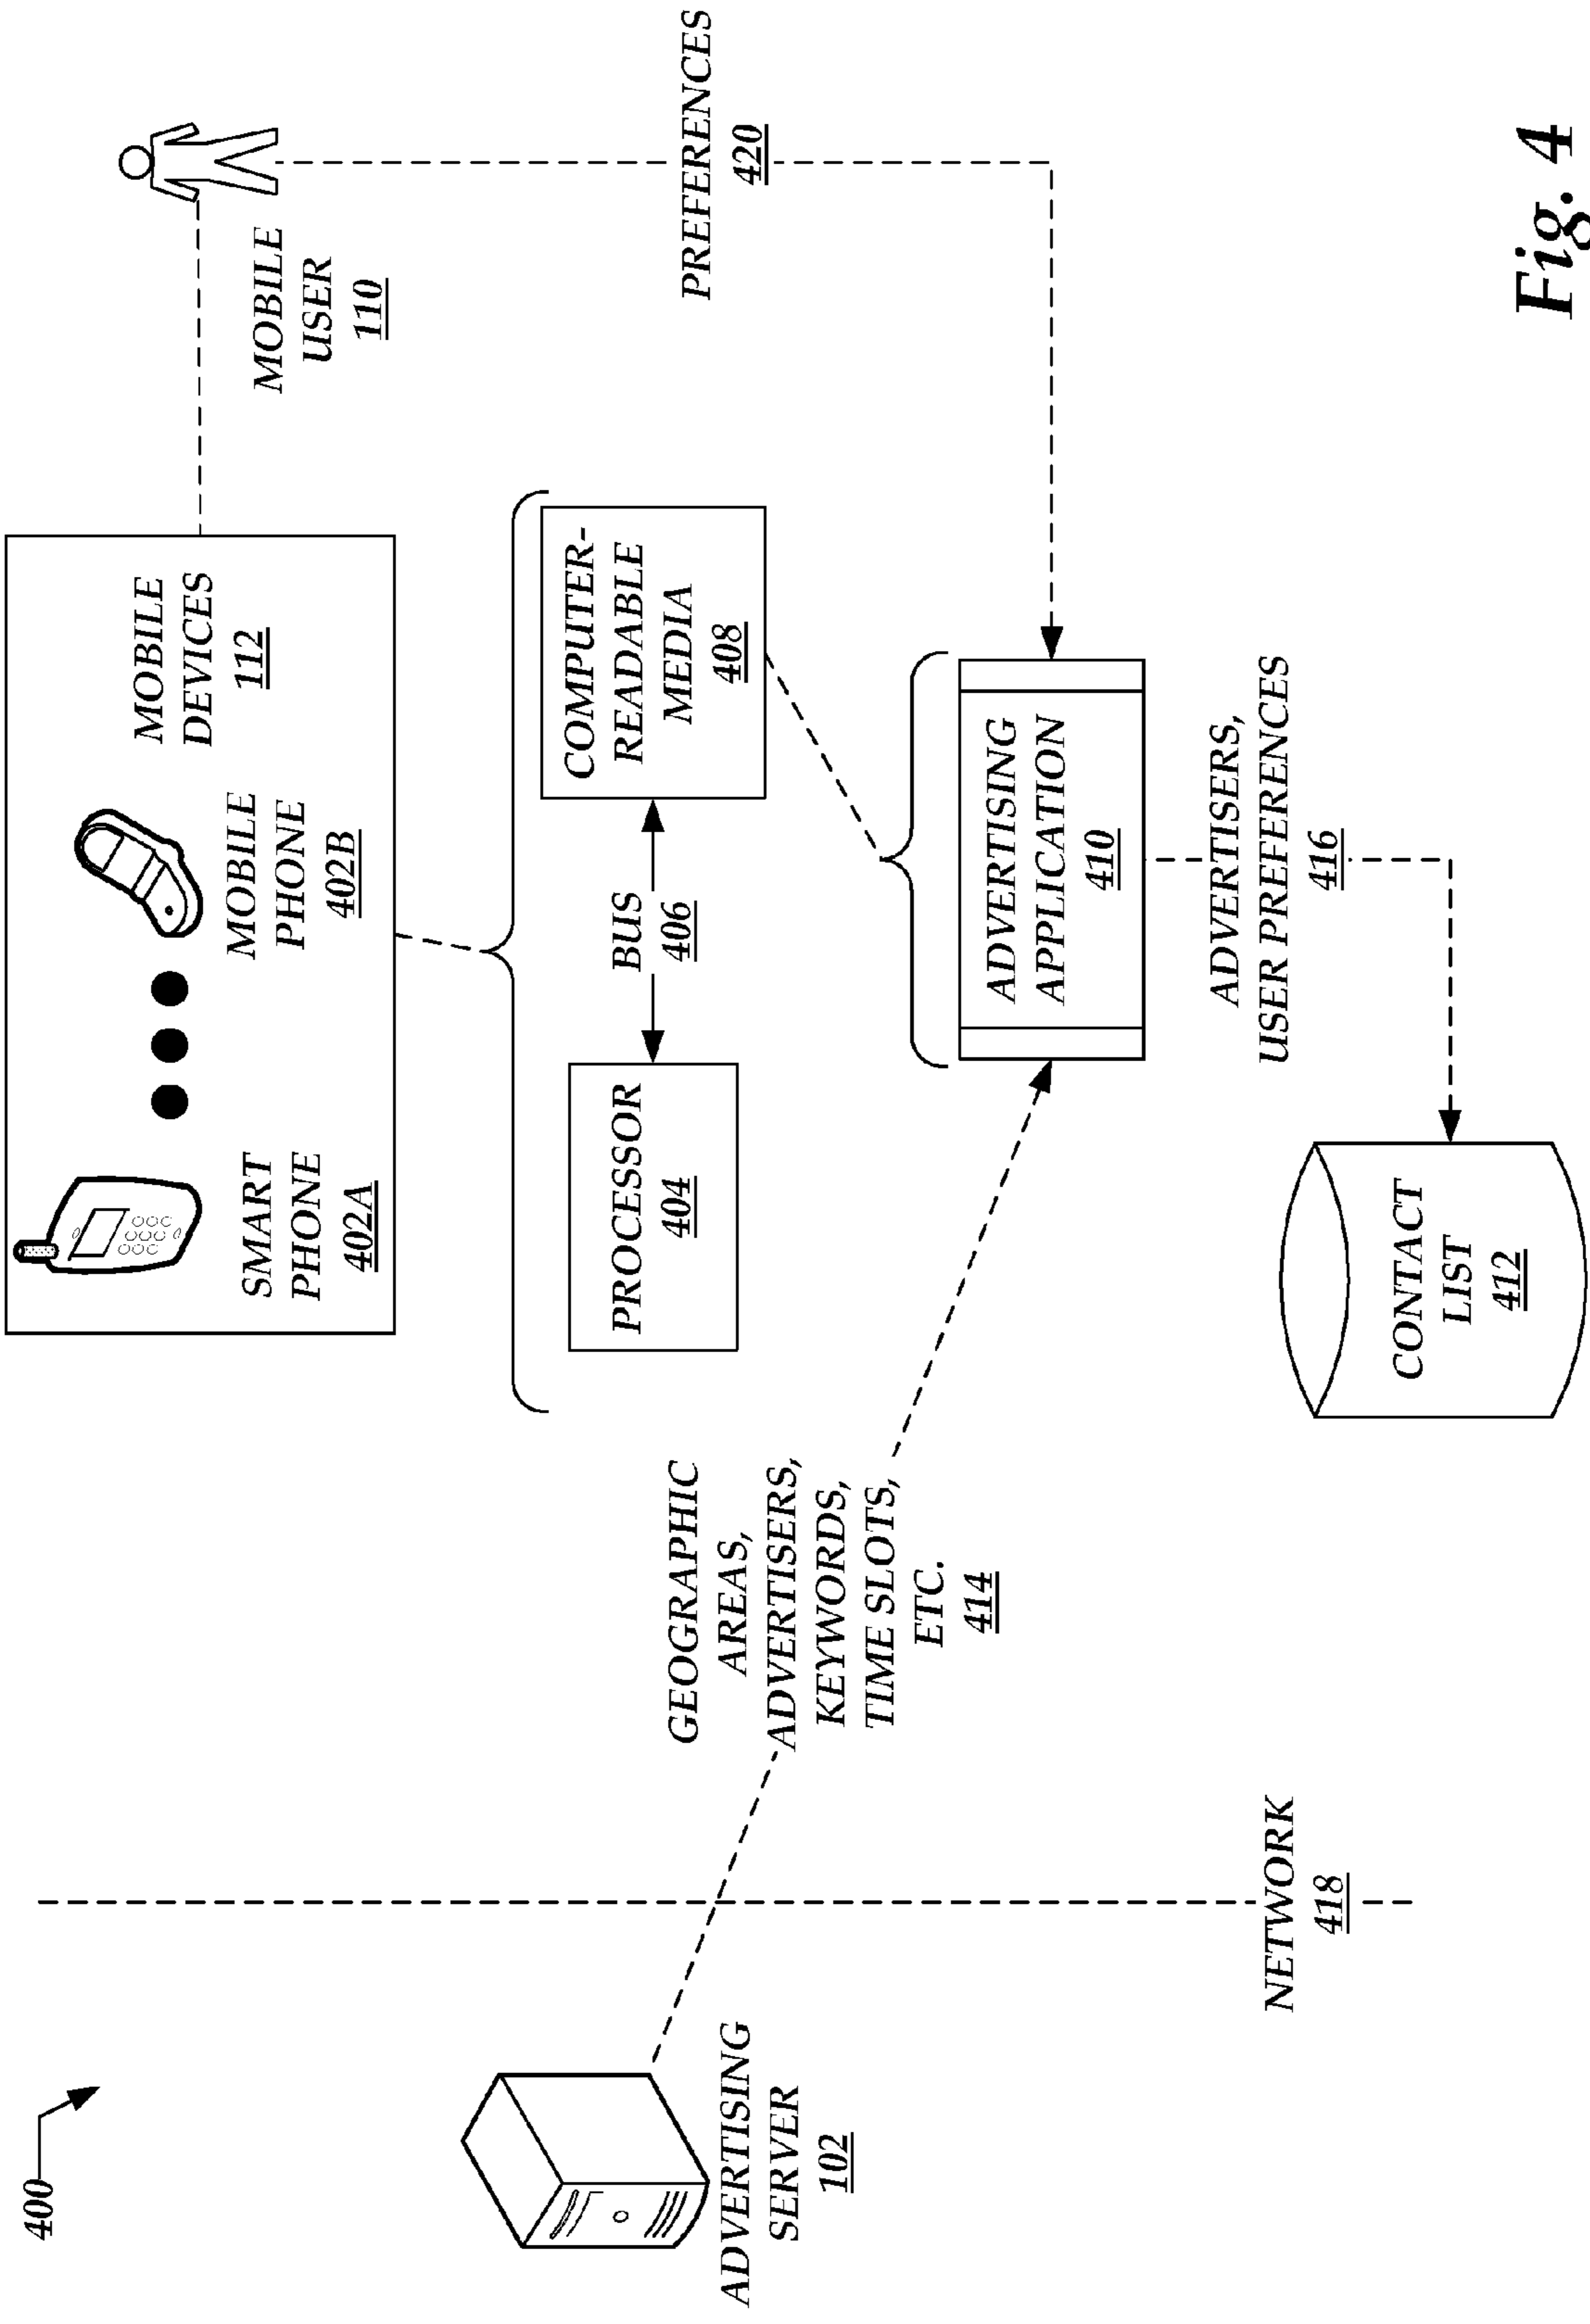 400
SMART
PHONE
402A
MOBILE
PHONE
402B
MOBILE
DEVICES
112
MOBILE
USER
110
PROCESSOR
404
BUS
406
COMPUTER-
READABLE
MEDIA
408
PREFERENCES
420
ADVERTISING
SERVER
102
GEOGRAPHIC
AREAS,
ADVERTISERS,
KEYWORDS,
TIME SLOTS,
ETC.
414
ADVERTISING
APPLICATION
410
ADVERTISERS,
USER PREFERENCES
416
NETWORK
418
CONTACT
LIST
412
Fig. 4